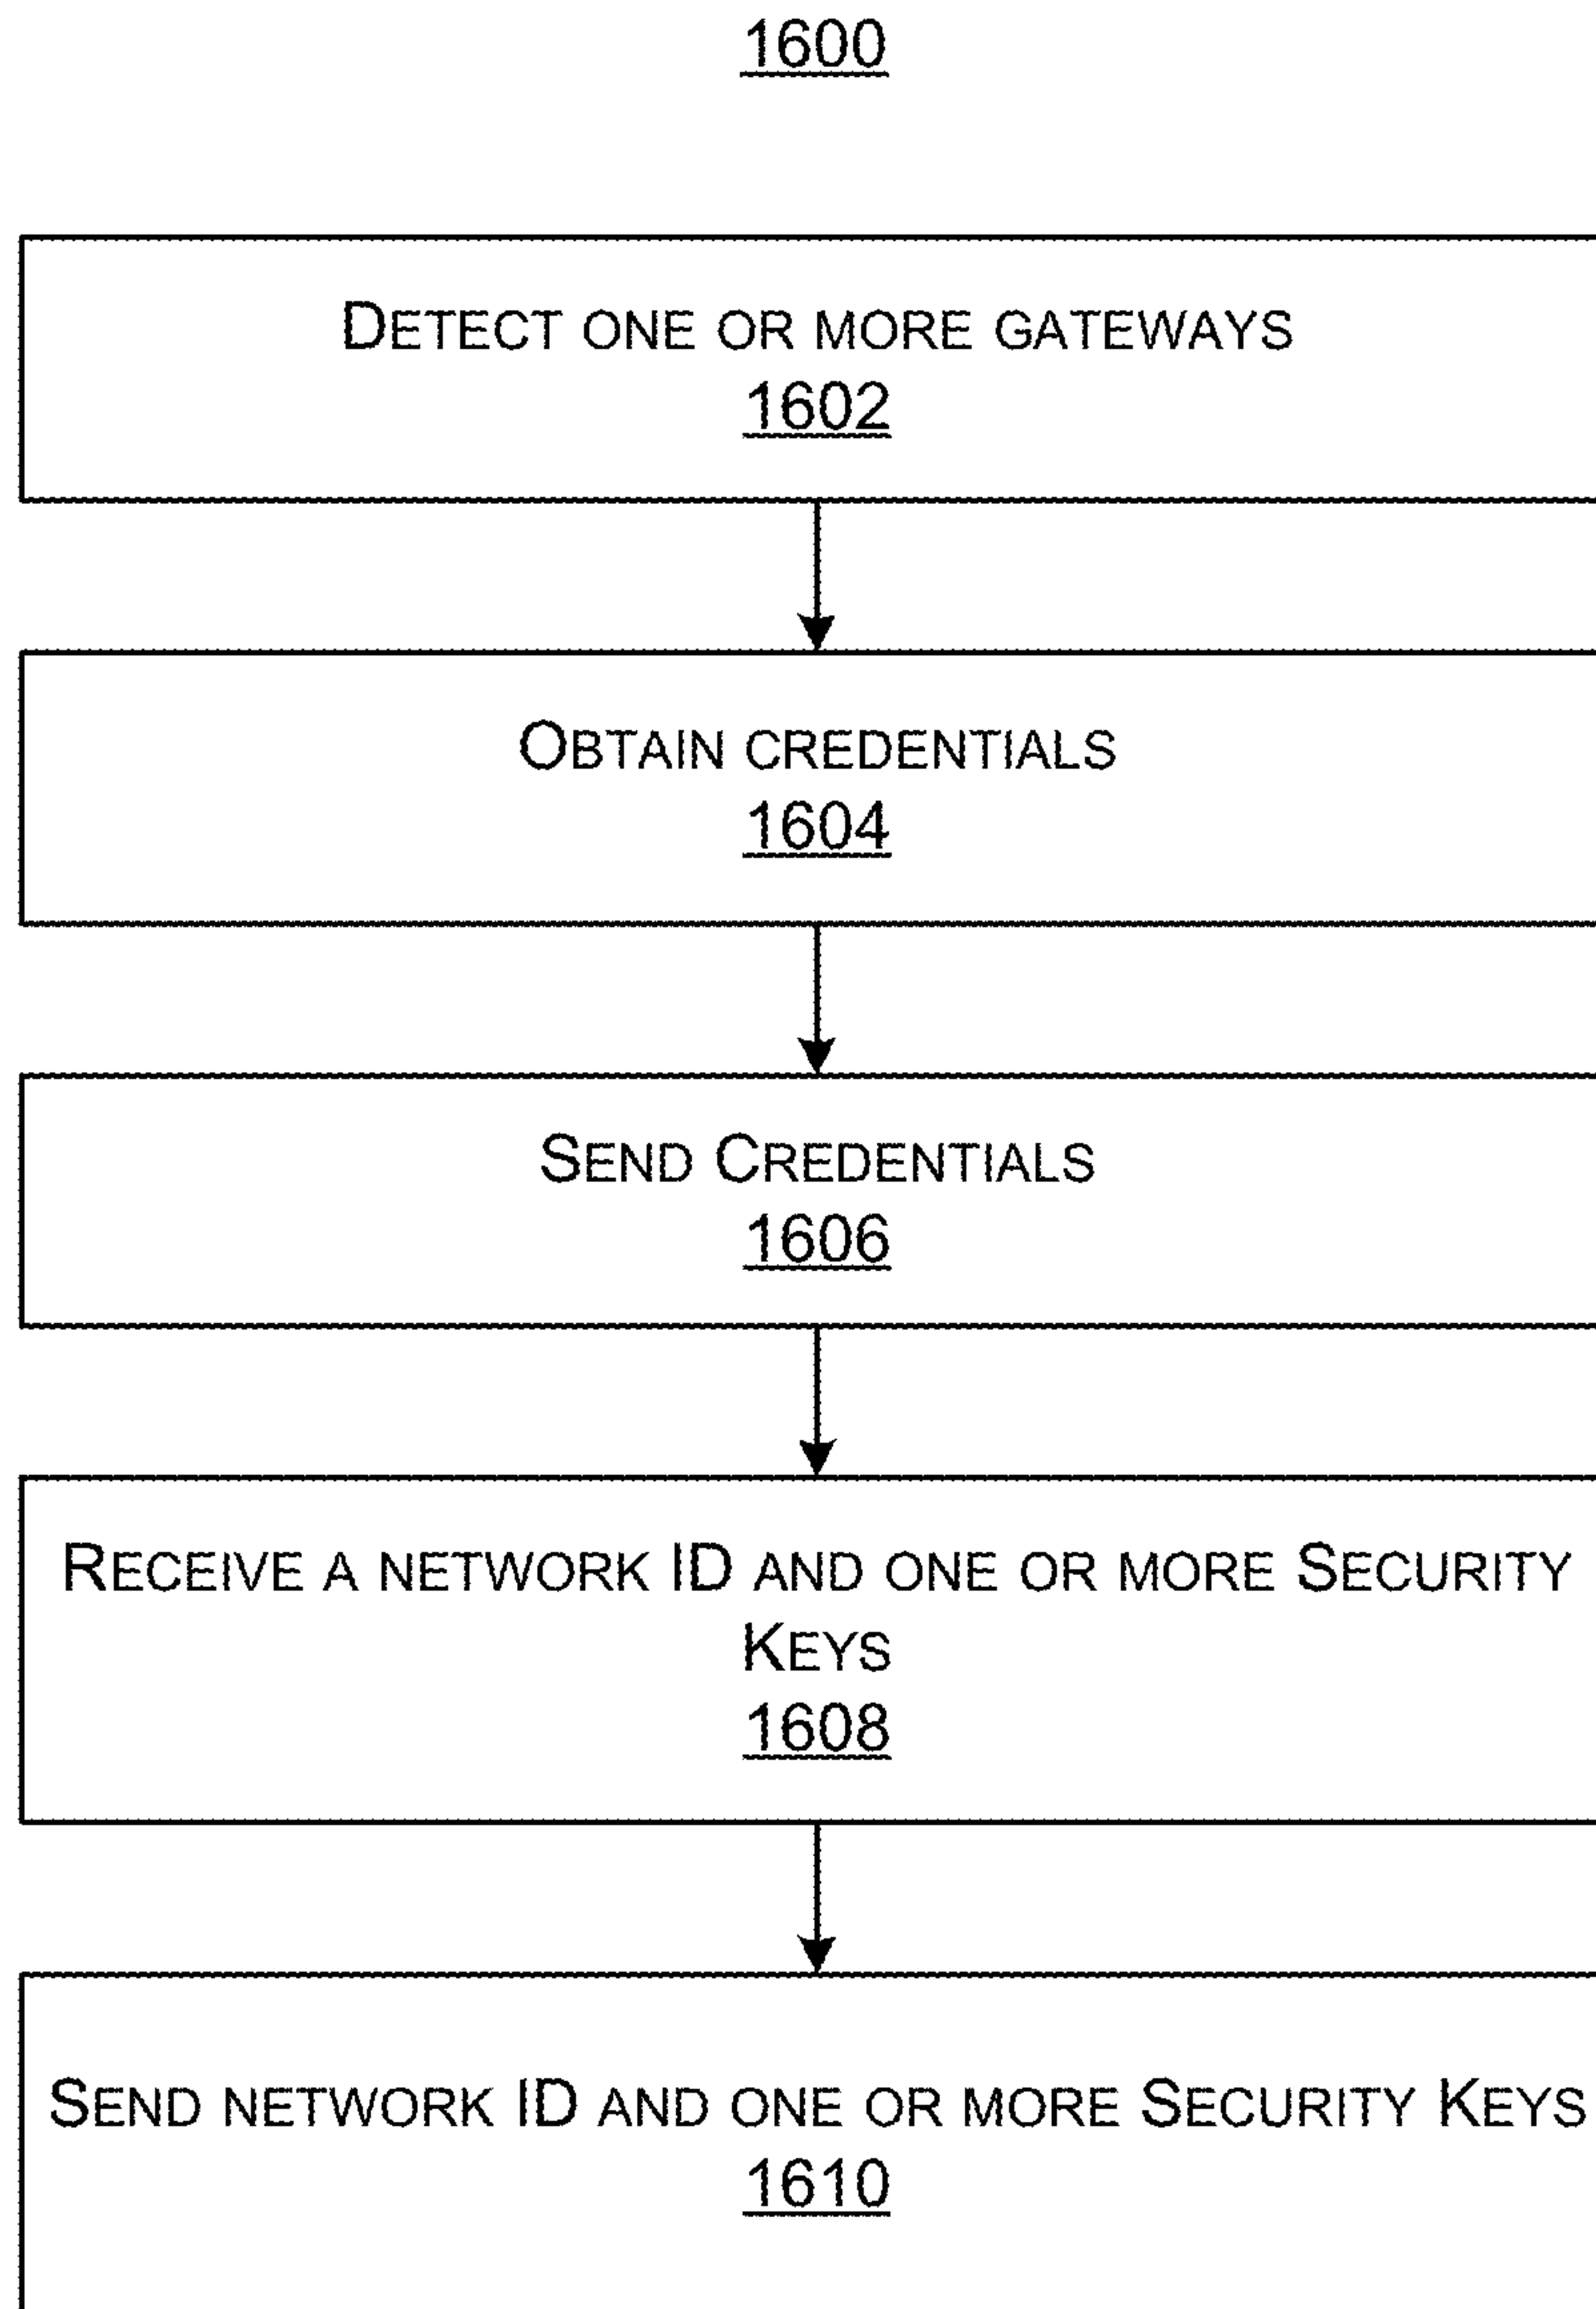 1600
DETECT ONE OR MORE GATEWAYS
1602
OBTAIN CREDENTIALS
1604
SEND CREDENTIALS
1606
RECEIVE A NETWORK ID AND ONE OR MORE SECURITY
KEYS
1608
SEND NETWORK ID AND ONE OR MORE SECURITY KEYS
1610